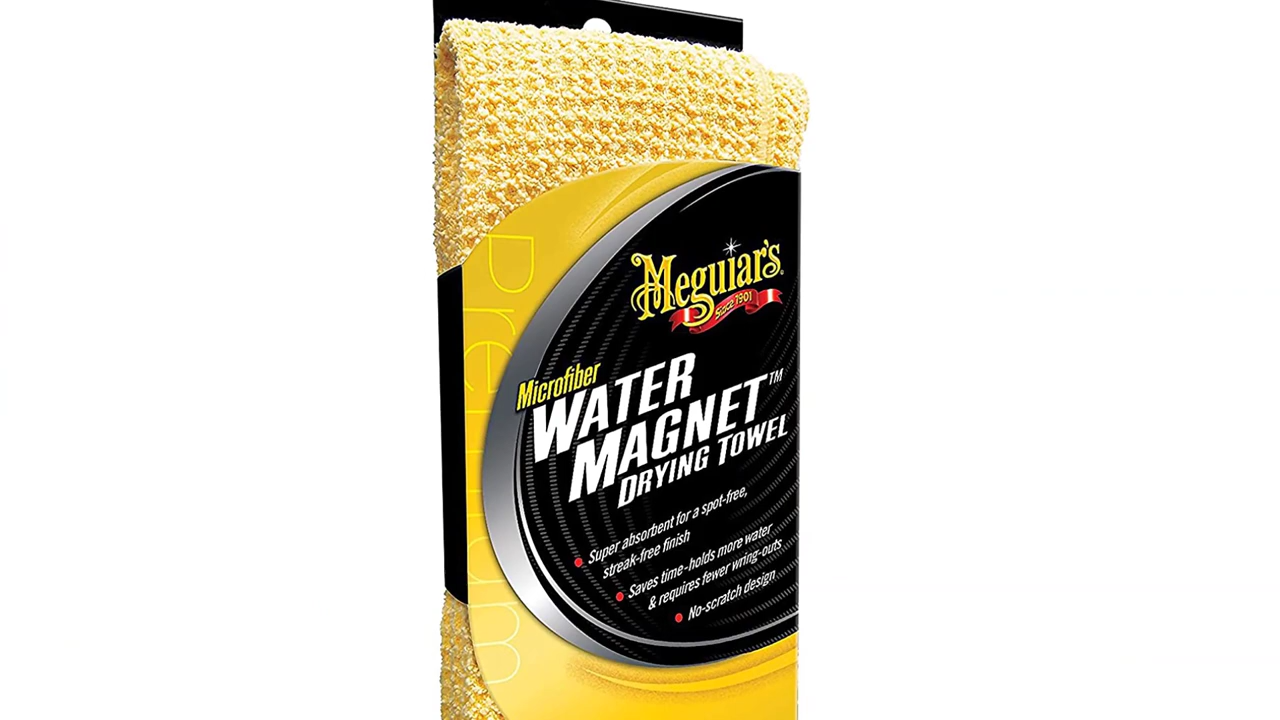 Premium
Meguiar's
Since 1901
Microfiber
WATER
MAGNET™
DRYING TOWEL
Super absorbent for a spot-free,
streak-free finish
Saves time-holds more water
& requires fewer wring-outs
No-scratch design